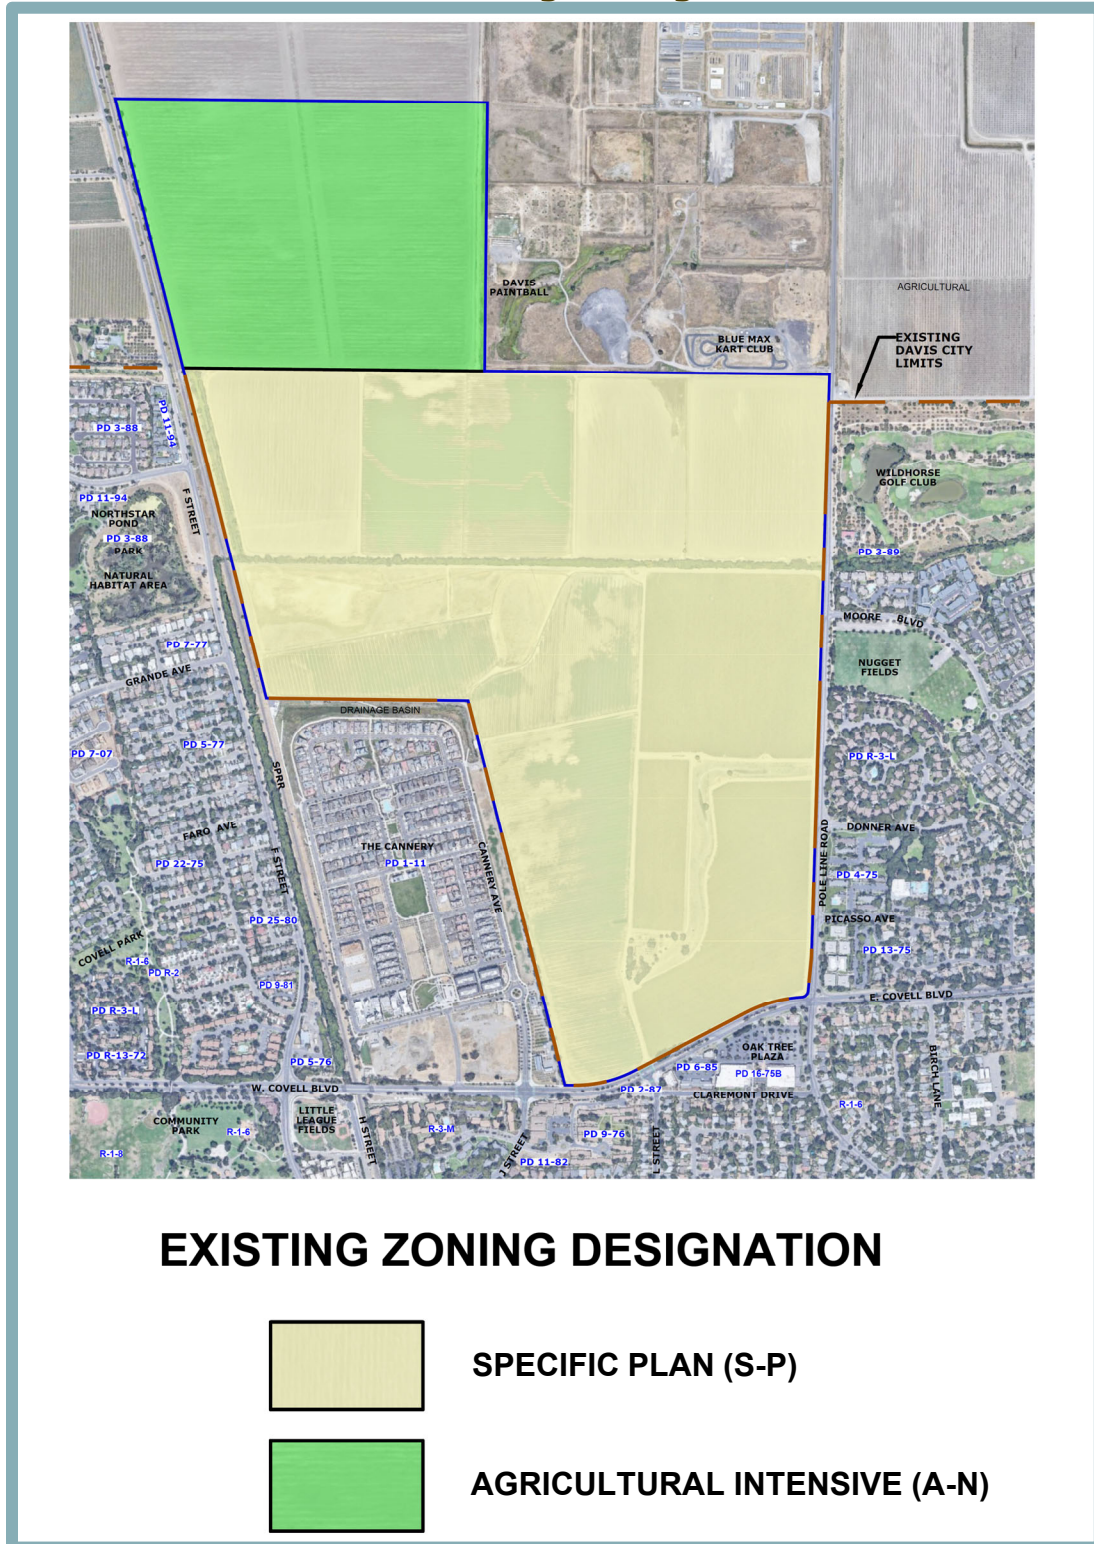 DAVIS
PAINTBALL
AGRICULTURAL
BLUE MAX
KART CLUB
EXISTING
DAVIS CITY
LIMITS
PD 11-94
PD 3-88
WILDHORSE
GOLF CLUB
PD 11-94
F STREET
NORTHSTAR
POND
PD 3-88
PARK
PD 3-89
NATURAL
HABITAT AREA
MOORE BLVD
PD 7-77
NUGGET
FIELDS
GRANDE AVE
DRAINAGE BASIN
PD 5-77
PD 7-07
PD R-3-L
SPRR
FARO AVE
DONNER AVE
THE CANNERY
POLE LINE ROAD
PD 22-75
PD 1-11
CANNERY AVE
F STREET
PD 4-75
PD 25-80
PICASSO AVE
COVELL PARK
PD 13-75
R-1-6
PD R-2
PD 9-81
E. COVELL BLVD
PD R-3-L
OAK TREE
PLAZA
PD R-13-72
PD 5-76
PD 6-85
PD 16-75B
BIRCH LANE
W. COVELL BLVD
PD 2-87
CLAREMONT DRIVE
R-1-6
LITTLE
LEAGUE
FIELDS
COMMUNITY
PARK
R-1-6
H STREET
R-3-M
PD 9-76
R-1-8
J STREET
PD 11-82
L STREET
EXISTING ZONING DESIGNATION
SPECIFIC PLAN (S-P)
AGRICULTURAL INTENSIVE (A-N)